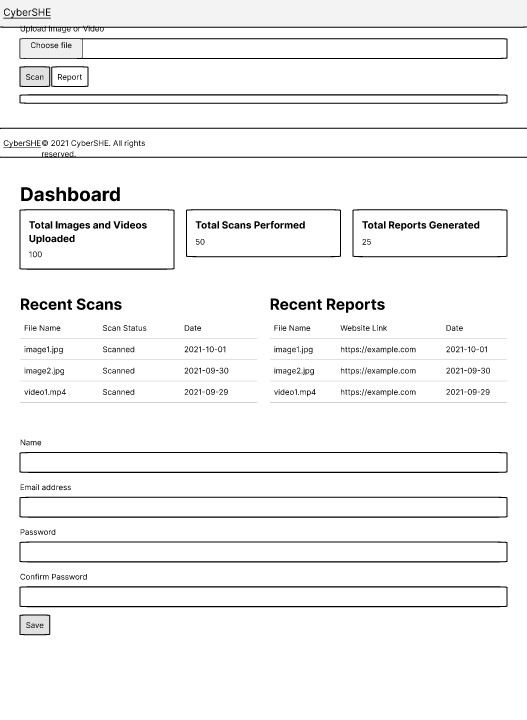 CyberSHE
Upload Image or Video
Choose file
Scan Report
CyberSHE © 2021 CyberSHE. All rights
reserved.
Dashboard
Total Images and Videos
Uploaded
100
Total Scans Performed
50
Total Reports Generated
25
Recent Scans
File Name Scan Status Date
image1.jpg Scanned 2021-10-01
image2.jpg Scanned 2021-09-30
video1.mp4 Scanned 2021-09-29
Recent Reports
File Name Website Link Date
image1.jpg https://example.com 2021-10-01
image2.jpg https://example.com 2021-09-30
video1.mp4 https://example.com 2021-09-29
Name
Email address
Password
Confirm Password
Save